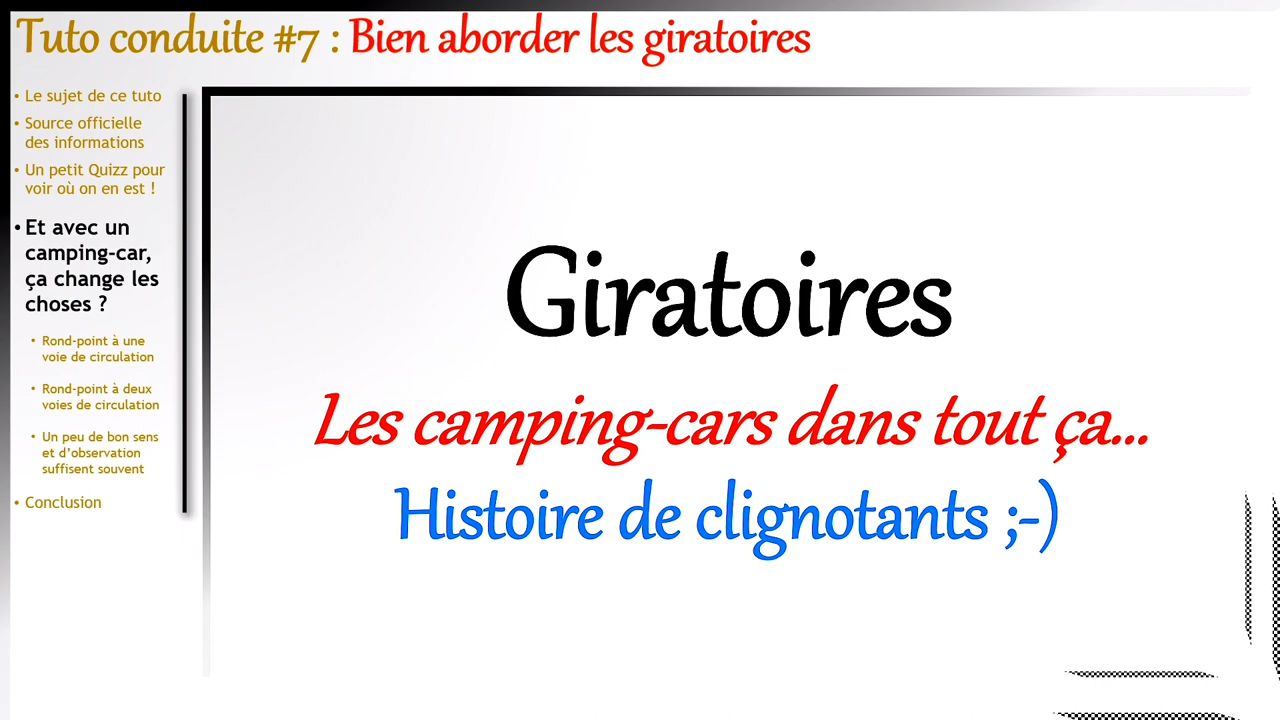 Tuto conduite #7 : Bien aborder les giratoires
• Le sujet de ce tuto
• Source officielle
des informations
• Un petit Quizz pour
voir où on en est !
• Et avec un
camping-car,
ça change les
choses ?
• Rond-point à une
voie de circulation
• Rond-point à deux
voies de circulation
• Un peu de bon sens
et d'observation
suffisent souvent
• Conclusion
Giratoires
Les camping-cars dans tout ça...
Histoire de clignotants ;-)